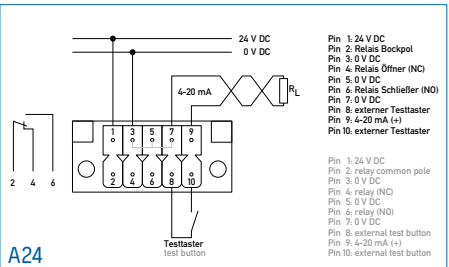 24 V DC
0 V DC
4-20 mA
RL
1 3 5 7 9
2 4 6 8 10
2 4 6
Testtaster
test button
A24
Pin 1: 24 V DC
Pin 2: Relais Bockpol
Pin 3: 0 V DC
Pin 4: Relais Öffner (NC)
Pin 5: 0 V DC
Pin 6: Relais Schließer (NO)
Pin 7: 0 V DC
Pin 8: externer Testtaster
Pin 9: 4-20 mA (+)
Pin 10: externer Testtaster
Pin 1: 24 V DC
Pin 2: relay common pole
Pin 3: 0 V DC
Pin 4: relay (NC)
Pin 5: 0 V DC
Pin 6: relay (NO)
Pin 7: 0 V DC
Pin 8: external test button
Pin 9: 4-20 mA (+)
Pin 10: external test button